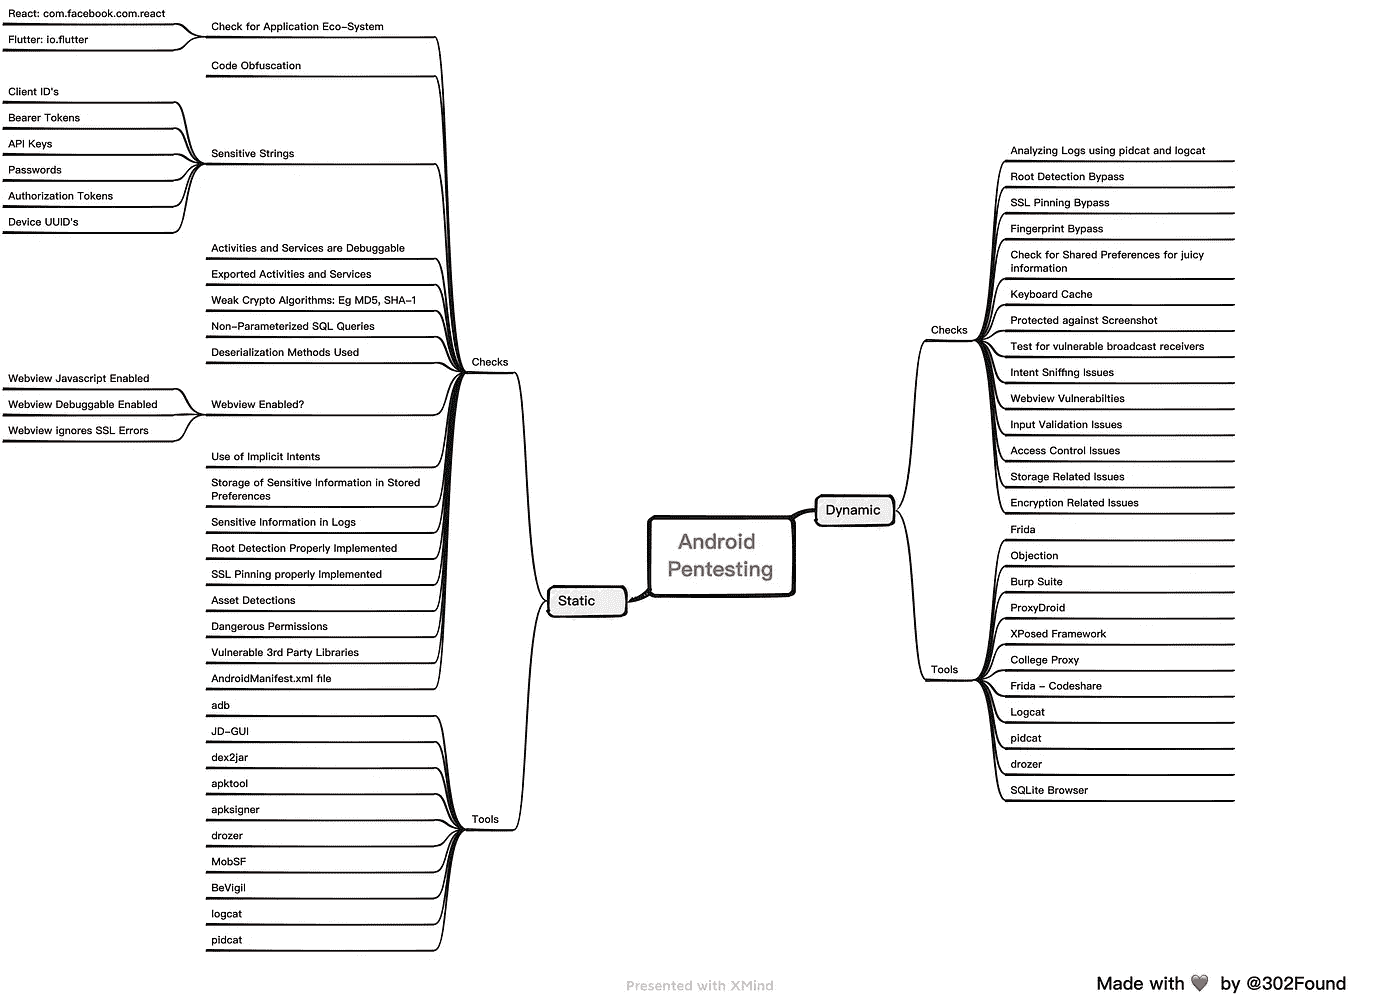 React: com.facebook.com.react
Flutter: io.flutter
Check for Application Eco-System
Code Obfuscation
Client ID's
Bearer Tokens
API Keys
Passwords
Authorization Tokens
Device UUID's
Sensitive Strings
Activities and Services are Debuggable
Exported Activities and Services
Weak Crypto Algorithms: Eg MD5, SHA-1
Non-Parameterized SQL Queries
Deserialization Methods Used
Checks
Webview Javascript Enabled
Webview Debuggable Enabled
Webview ignores SSL Errors
Webview Enabled?
Use of Implicit Intents
Storage of Sensitive Information in Stored
Preferences
Sensitive Information in Logs
Root Detection Properly Implemented
SSL Pinning properly Implemented
Asset Detections
Dangerous Permissions
Vulnerable 3rd Party Libraries
AndroidManifest.xml file
adb
JD-GUI
dex2jar
apktool
apksigner
drozer
MobSF
BeVigil
logcat
pidcat
Tools
Static
Android
Pentesting
Dynamic
Checks
Analyzing Logs using pidcat and logcat
Root Detection Bypass
SSL Pinning Bypass
Fingerprint Bypass
Check for Shared Preferences for juicy
information
Keyboard Cache
Protected against Screenshot
Test for vulnerable broadcast receivers
Intent Sniffing Issues
Webview Vulnerabilties
Input Validation Issues
Access Control Issues
Storage Related Issues
Encryption Related Issues
Tools
Frida
Objection
Burp Suite
ProxyDroid
XPosed Framework
College Proxy
Frida - Codeshare
Logcat
pidcat
drozer
SQLite Browser
Presented with XMind
Made with 🖤 by @302Found